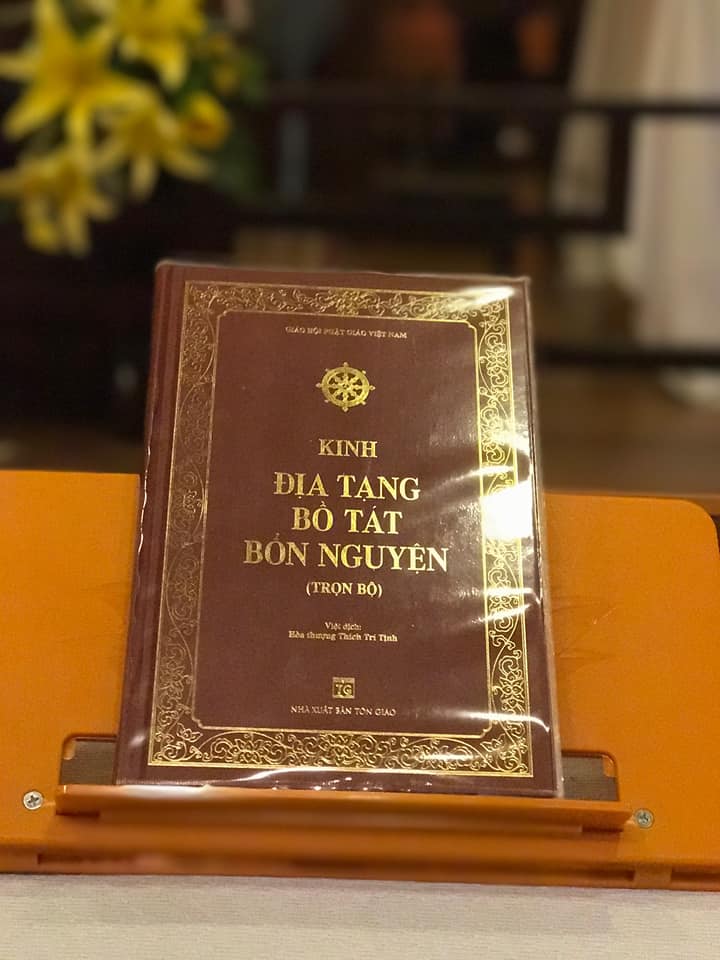 GIÁO HỘI PHẬT GIÁO VIỆT NAM
KINH
ĐỊA TẠNG
BỒ TÁT
BỔN NGUYỆN
(TRỌN BỘ)
Việt dịch:
Hòa thượng Thích Trí Tịnh
TG
NHÀ XUẤT BẢN TÔN GIÁO